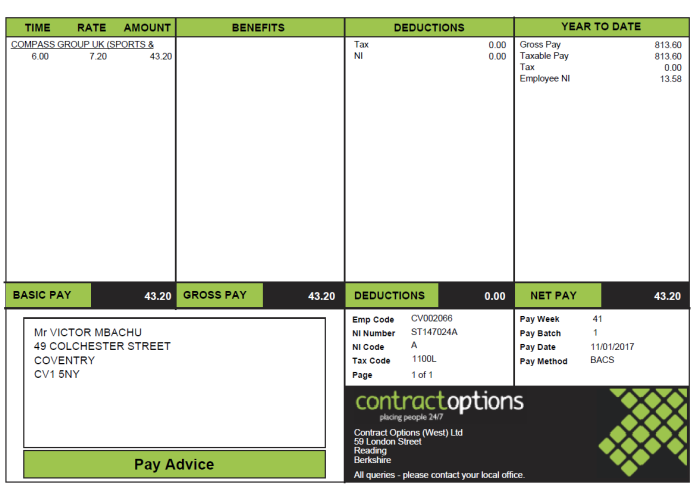 TIME RATE AMOUNT BENEFITS DEDUCTIONS YEAR TO DATE
COMPASS GROUP UK (SPORTS &
6.00 7.20 43.20
Tax 0.00
NI 0.00
Gross Pay 813.60
Taxable Pay 813.60
Tax 0.00
Employee NI 13.58
BASIC PAY 43.20 GROSS PAY 43.20 DEDUCTIONS 0.00 NET PAY 43.20
Mr VICTOR MBACHU
49 COLCHESTER STREET
COVENTRY
CV1 5NY
Pay Advice
Emp Code CV002066
NI Number ST147024A
NI Code A
Tax Code 1100L
Page 1 of 1
Pay Week 41
Pay Batch 1
Pay Date 11/01/2017
Pay Method BACS
contractoptions
placing people 24/7
Contract Options (West) Ltd
59 London Street
Reading
Berkshire
All queries - please contact your local office.